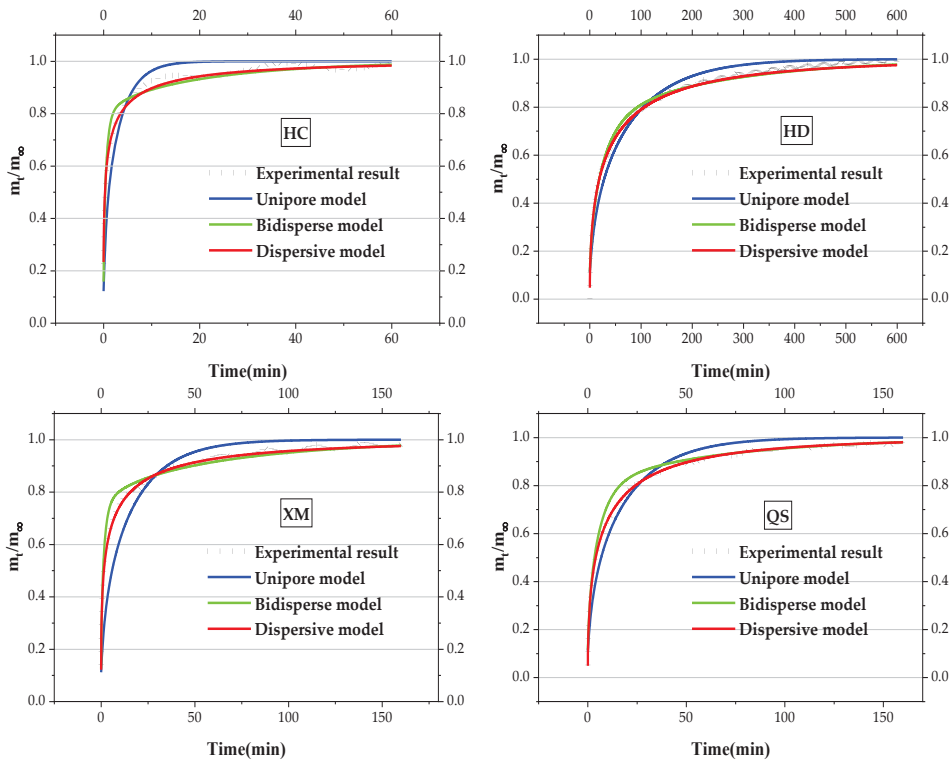 0 20 40 60
1.0 1.0
0.8 0.8
0.6 0.6
0.4 0.4
0.2 0.2
0.0 0.0
mt/m∞
HC
Experimental result
Unipore model
Bidisperse model
Dispersive model
0 20 40 60
Time(min)
0 100 200 300 400 500 600
1.0 1.0
0.8 0.8
0.6 0.6
0.4 0.4
0.2 0.2
0.0 0.0
mt/m∞
HD
Experimental result
Unipore model
Bidisperse model
Dispersive model
0 100 200 300 400 500 600
Time(min)
0 50 100 150
1.0 1.0
0.8 0.8
0.6 0.6
0.4 0.4
0.2 0.2
0.0 0.0
mt/m∞
XM
Experimental result
Unipore model
Bidisperse model
Dispersive model
0 50 100 150
Time(min)
0 50 100 150
1.0 1.0
0.8 0.8
0.6 0.6
0.4 0.4
0.2 0.2
0.0 0.0
mt/m∞
QS
Experimental result
Unipore model
Bidisperse model
Dispersive model
0 50 100 150
Time(min)